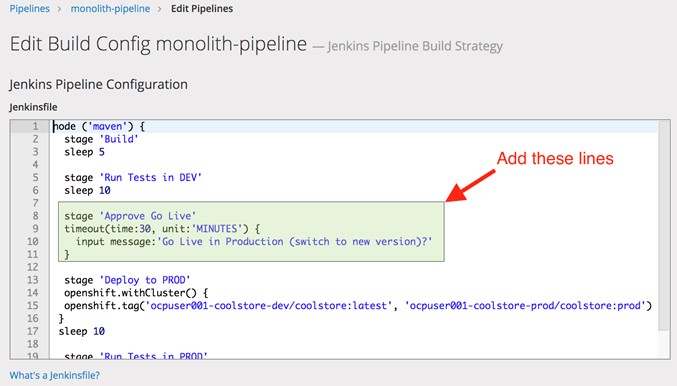 Pipelines > monolith-pipeline > Edit Pipelines
Edit Build Config monolith-pipeline — Jenkins Pipeline Build Strategy
Jenkins Pipeline Configuration
Jenkinsfile
1 node ('maven') {
2 stage 'Build'
3 sleep 5
4
5 stage 'Run Tests in DEV'
6 sleep 10
7
8 stage 'Approve Go Live'
9 timeout(time:30, unit:'MINUTES') {
10 input message:'Go Live in Production (switch to new version)?'
11 }
12
13 stage 'Deploy to PROD'
14 openshift.withCluster() {
15 openshift.tag('ocpuser001-coolstore-dev/coolstore:latest', 'ocpuser001-coolstore-prod/coolstore:prod')
16 }
17 sleep 10
18
19 stage 'Run Tests in PROD'
Add these lines
What's a Jenkinsfile?